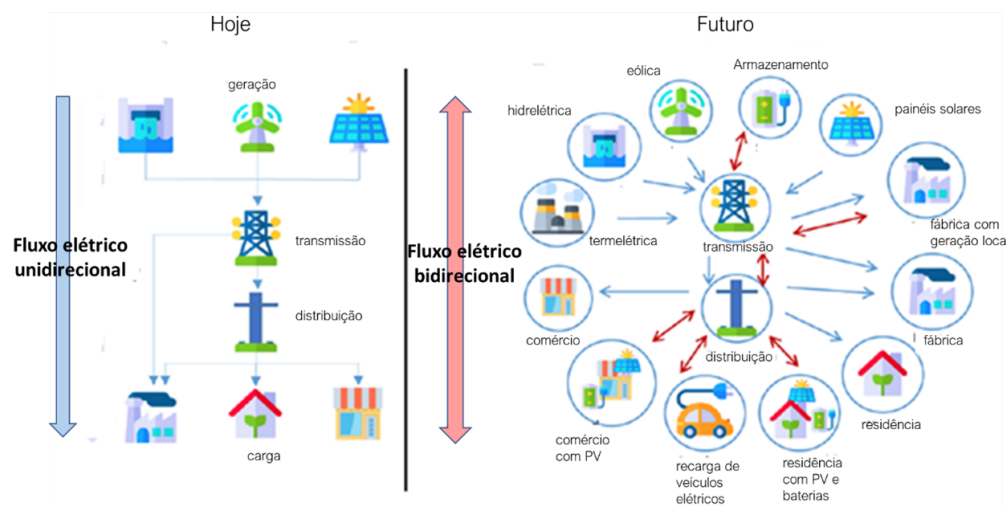 Hoje
geração
transmissão
Fluxo elétrico
unidirecional
distribuição
carga
Futuro
eólica
Armazenamento
hidrelétrica
painéis solares
termelétrica
transmissão
fábrica com
geração loca
Fluxo elétrico
bidirecional
comércio
distribuição
fábrica
comércio
com PV
recarga de
veículos
elétricos
residência
com PV e
baterias
residência